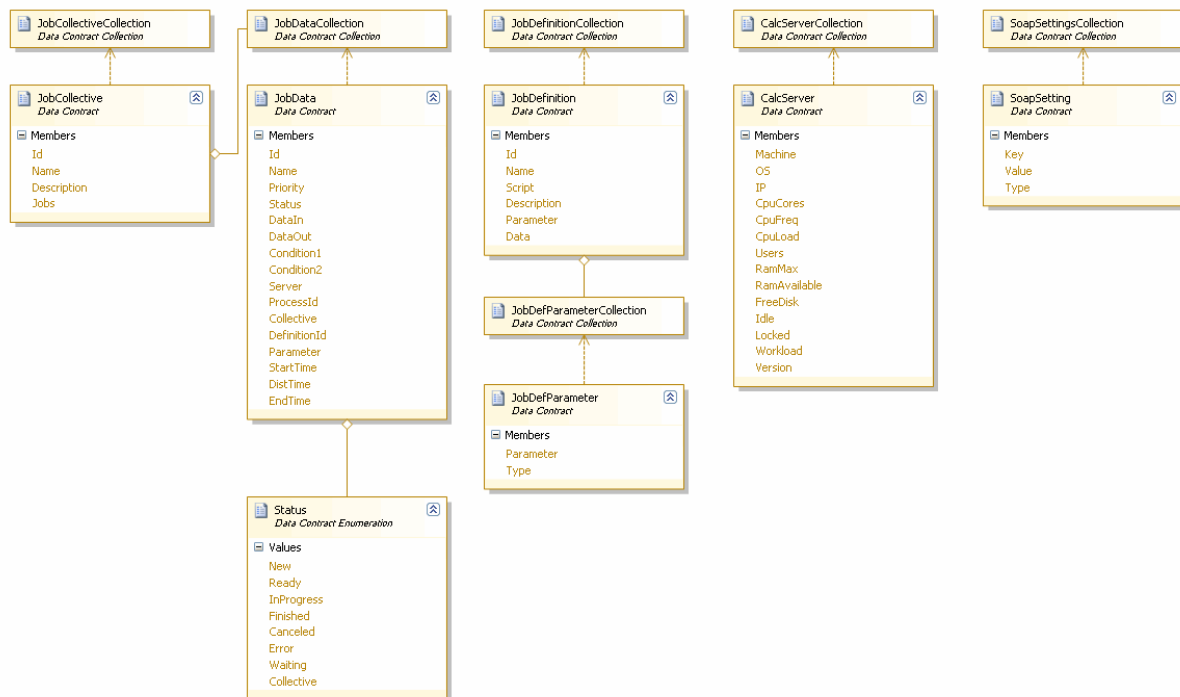 JobCollectiveCollection
Data Contract Collection
JobDataCollection
Data Contract Collection
JobDefinitionCollection
Data Contract Collection
CalcServerCollection
Data Contract Collection
SoapSettingsCollection
Data Contract Collection
JobCollective
Data Contract
Members
Id
Name
Description
Jobs
JobData
Data Contract
Members
Id
Name
Priority
Status
DataIn
DataOut
Condition1
Condition2
Server
ProcessId
Collective
DefinitionId
Parameter
StartTime
DistTime
EndTime
JobDefinition
Data Contract
Members
Id
Name
Script
Description
Parameter
Data
CalcServer
Data Contract
Members
Machine
OS
IP
CpuCores
CpuFreq
CpuLoad
Users
RamMax
RamAvailable
FreeDisk
Idle
Locked
Workload
Version
SoapSetting
Data Contract
Members
Key
Value
Type
JobDefParameterCollection
Data Contract Collection
JobDefParameter
Data Contract
Members
Parameter
Type
Status
Data Contract Enumeration
Values
New
Ready
InProgress
Finished
Canceled
Error
Waiting
Collective